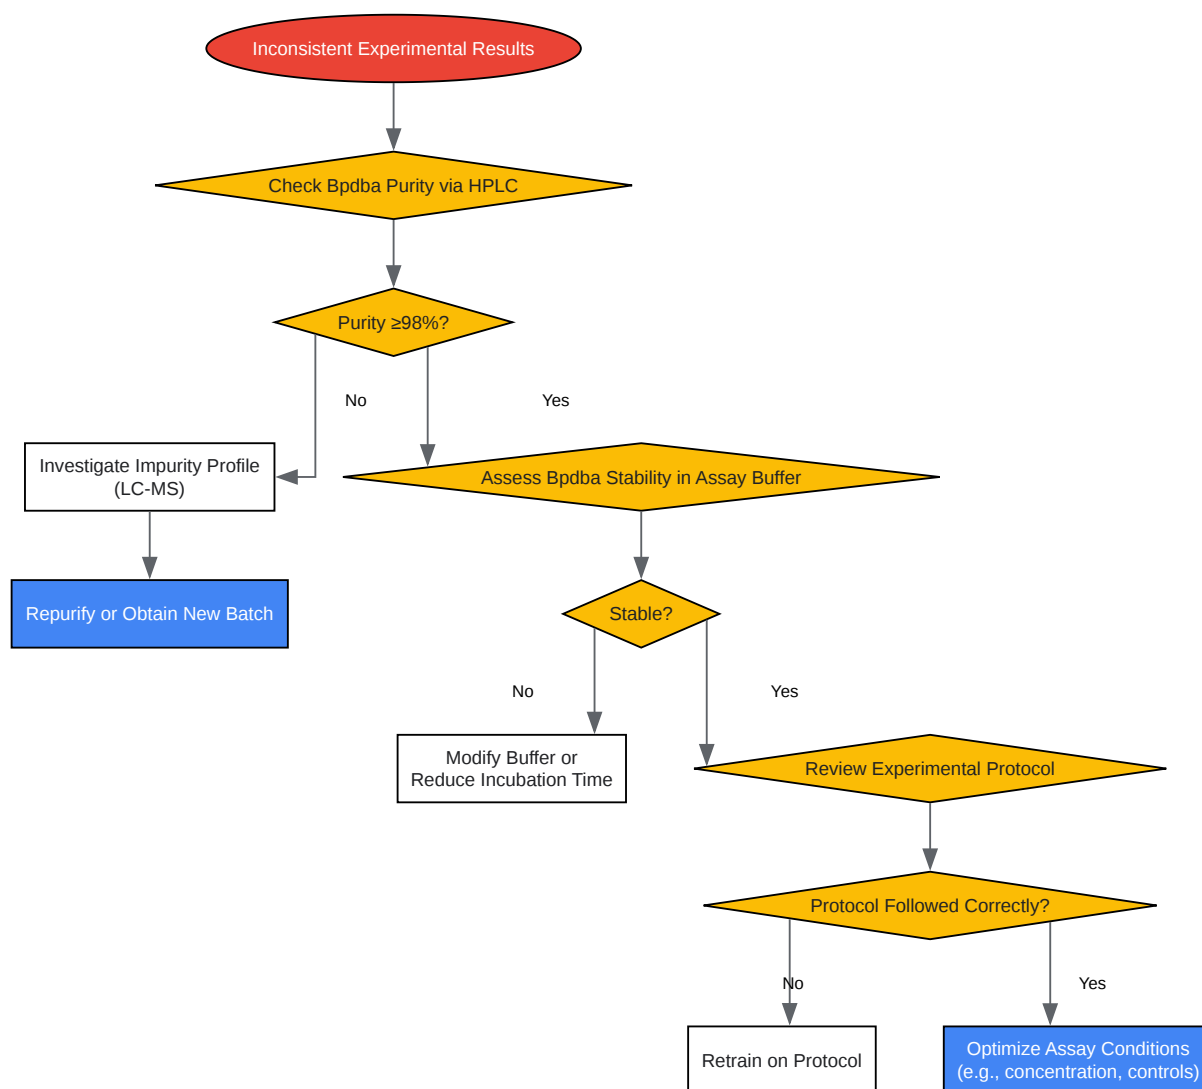 Inconsistent Experimental Results
Check Bpdba Purity via HPLC
Purity ≥98%?
No
Yes
Investigate Impurity Profile
(LC-MS)
Assess Bpdba Stability in Assay Buffer
Repurify or Obtain New Batch
Stable?
No
Yes
Modify Buffer or
Reduce Incubation Time
Review Experimental Protocol
Protocol Followed Correctly?
No
Yes
Retrain on Protocol
Optimize Assay Conditions
(e.g., concentration, controls)